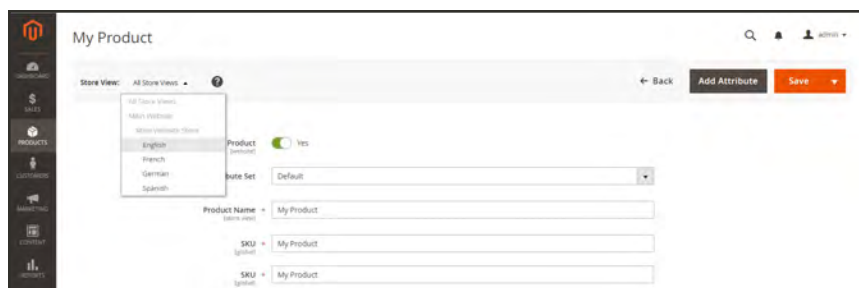 My Product
admin
DASHBOARD
Store View: All Store Views
Back
Add Attribute
Save
$
SALES
All Store Views
Main Website
Main Website Store
PRODUCTS
English
Product
[website]
Yes
French
CUSTOMERS
German
bute Set
Default
Spanish
MARKETING
Product Name * My Product
[store view]
CONTENT
SKU * My Product
[global]
REPORTS
SKU * My Product
[global]